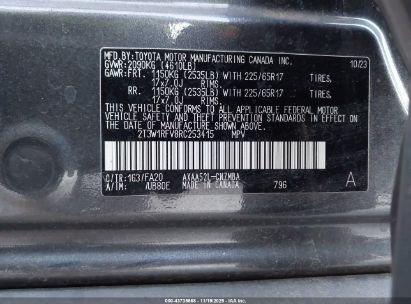 MFD.BY:TOYOTA MOTOR MANUFACTURING CANADA INC. 10/23
GVWR:2090KG (4610LB)
GAWR:FRT. 1150KG (2535LB) WITH 225/65R17 TIRES,
17x7.0J RIMS.
RR. 1150KG (2535LB) WITH 225/65R17 TIRES,
17x7.0J RIMS.
THIS VEHICLE CONFORMS TO ALL APPLICABLE FEDERAL MOTOR
VEHICLE SAFETY AND THEFT PREVENTION STANDARDS IN
EFFECT ON THE DATE OF MANUFACTURE SHOWN ABOVE.
2T3W1RFV8RC253415 MPV
C/TR:163/FA20 AXAA52L-CNZMBA
A/TM: /UB80E MADE IN CANADA 796 A